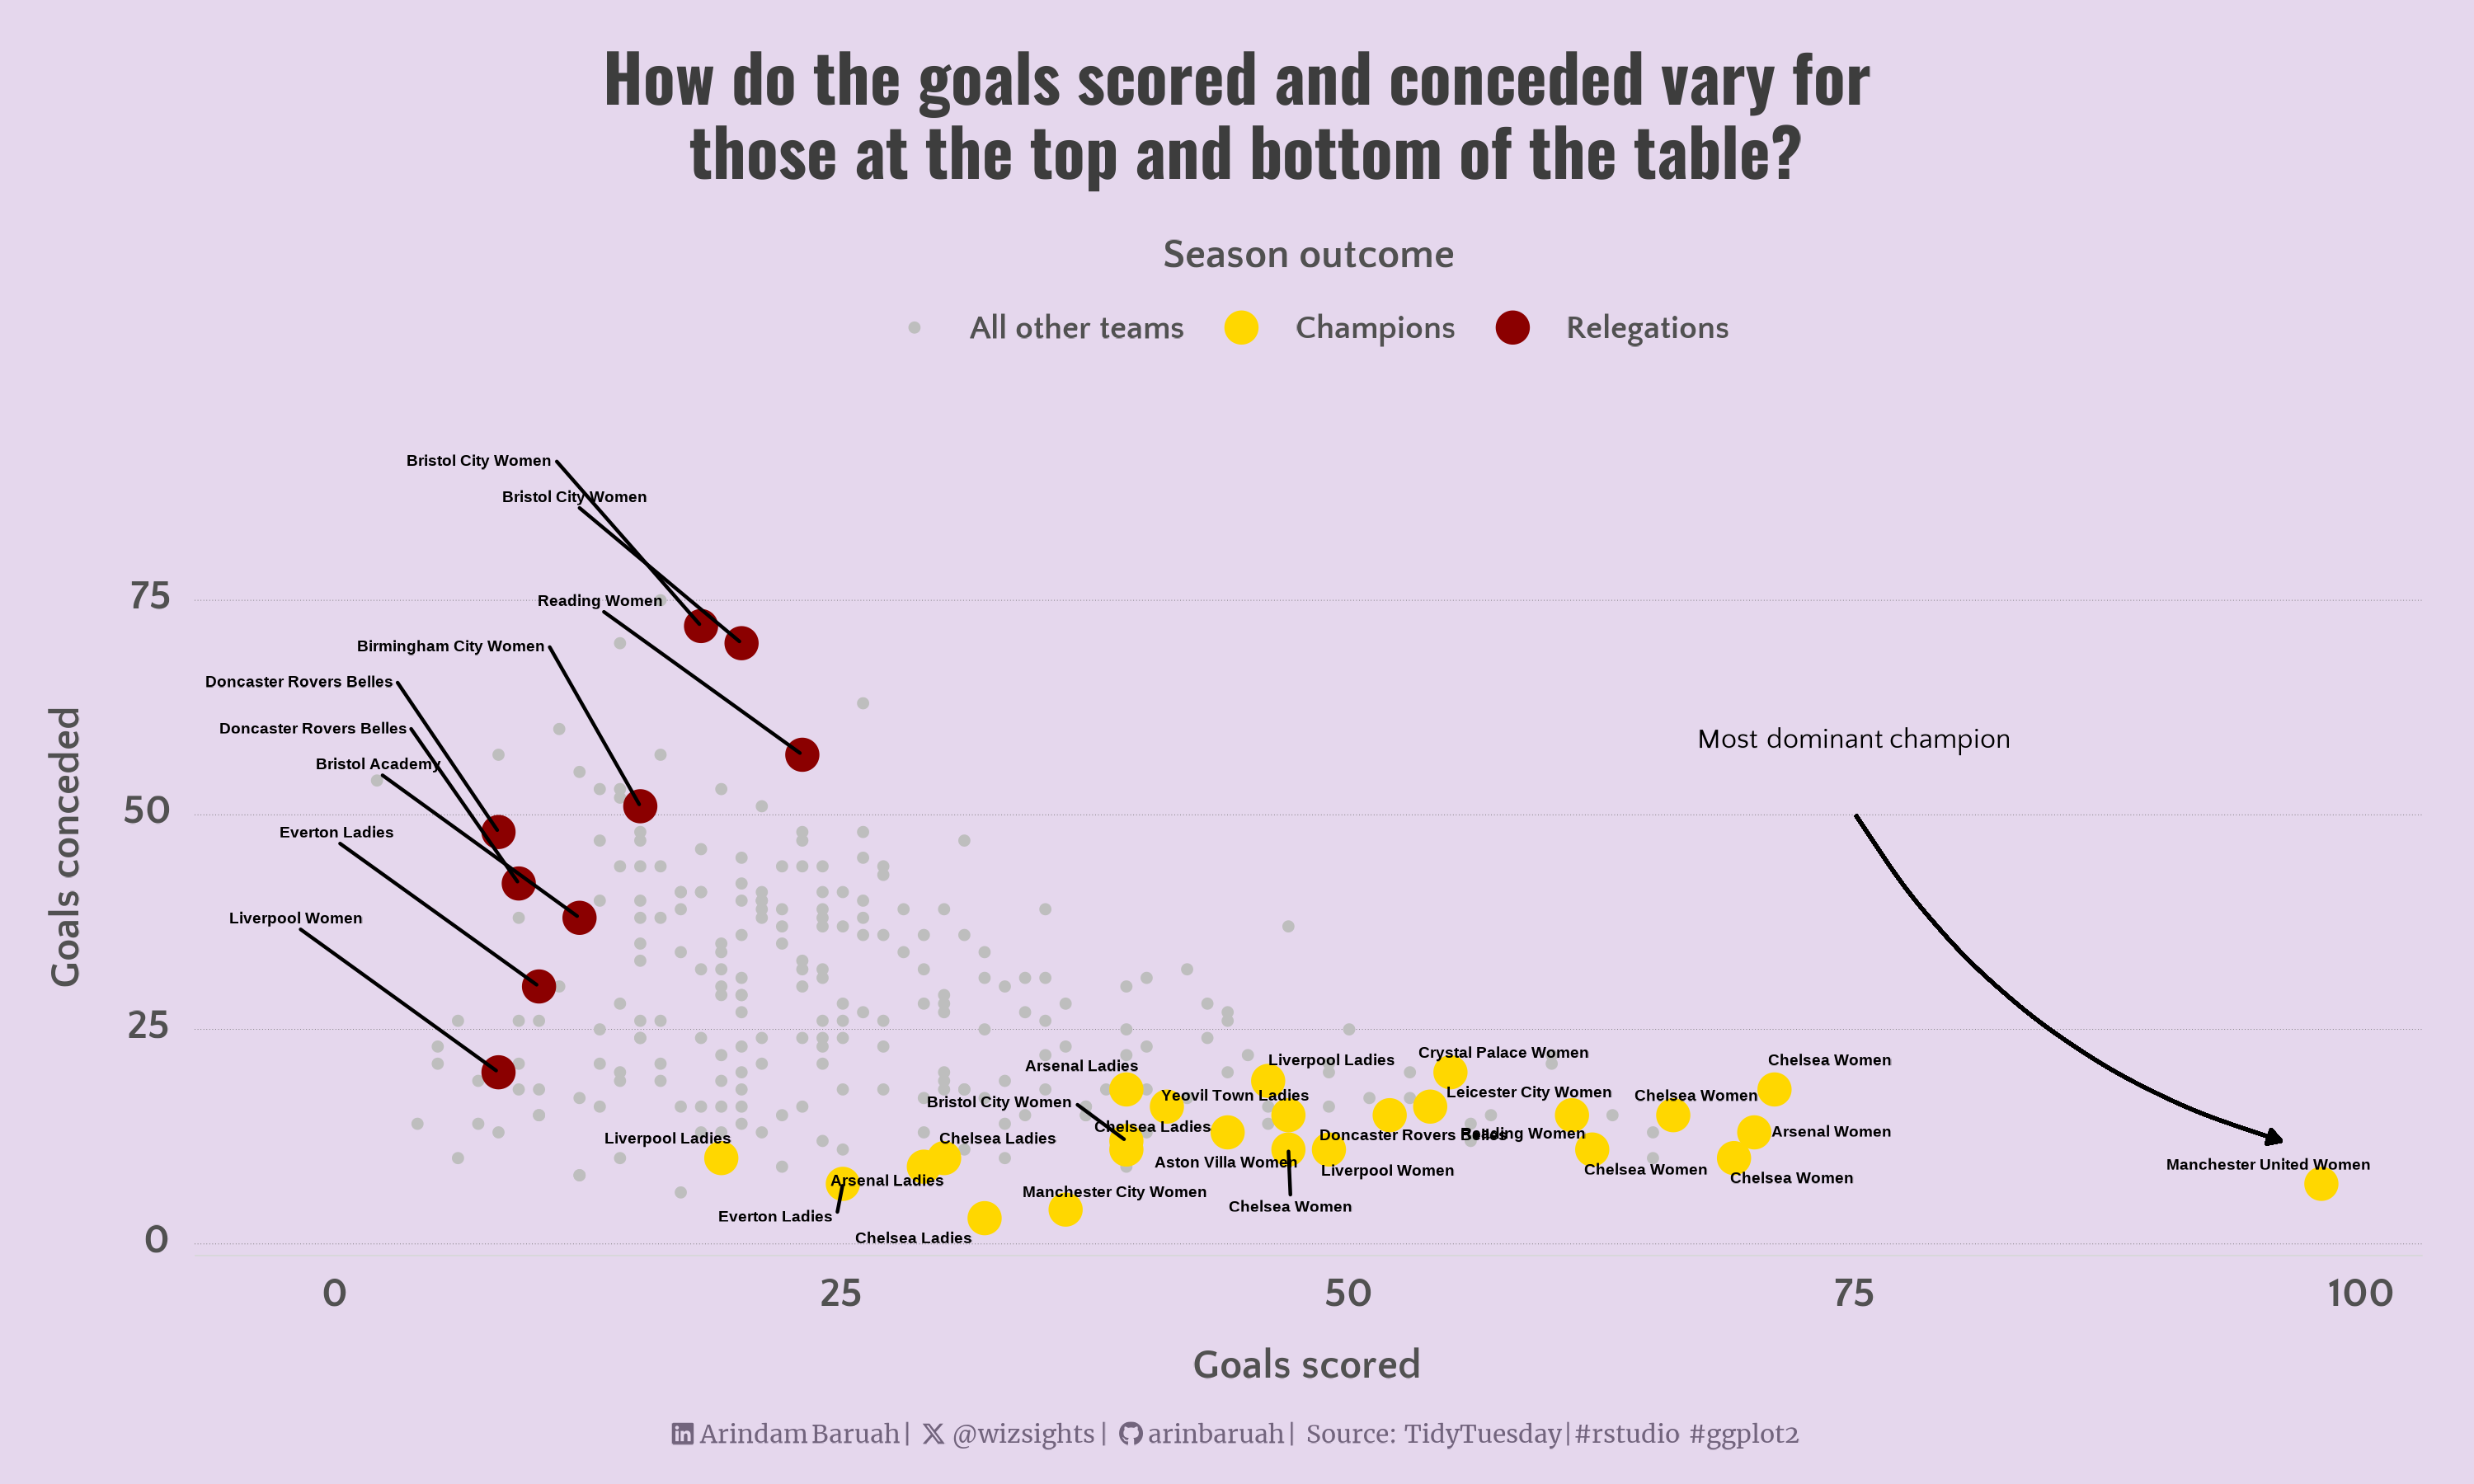 How do the goals scored and conceded vary for
those at the top and bottom of the table?
Season outcome
All other teams
Champions
Relegations
Goals conceded
75
50
25
0
Bristol City Women
Bristol City Women
Reading Women
Birmingham City Women
Doncaster Rovers Belles
Doncaster Rovers Belles
Bristol Academy
Everton Ladies
Liverpool Women
Most dominant champion
Arsenal Ladies
Liverpool Ladies
Crystal Palace Women
Chelsea Women
Bristol City Women
Yeovil Town Ladies
Leicester City Women
Chelsea Women
Liverpool Ladies
Chelsea Ladies
Chelsea Ladies
Doncaster Rovers Belles
Reading Women
Arsenal Women
Arsenal Ladies
Aston Villa Women
Liverpool Women
Chelsea Women
Chelsea Women
Manchester United Women
Everton Ladies
Manchester City Women
Chelsea Women
Chelsea Ladies
0
25
50
75
100
Goals scored
Arindam Baruah| @wizsights| arinbaruah| Source: TidyTuesday|#rstudio #ggplot2